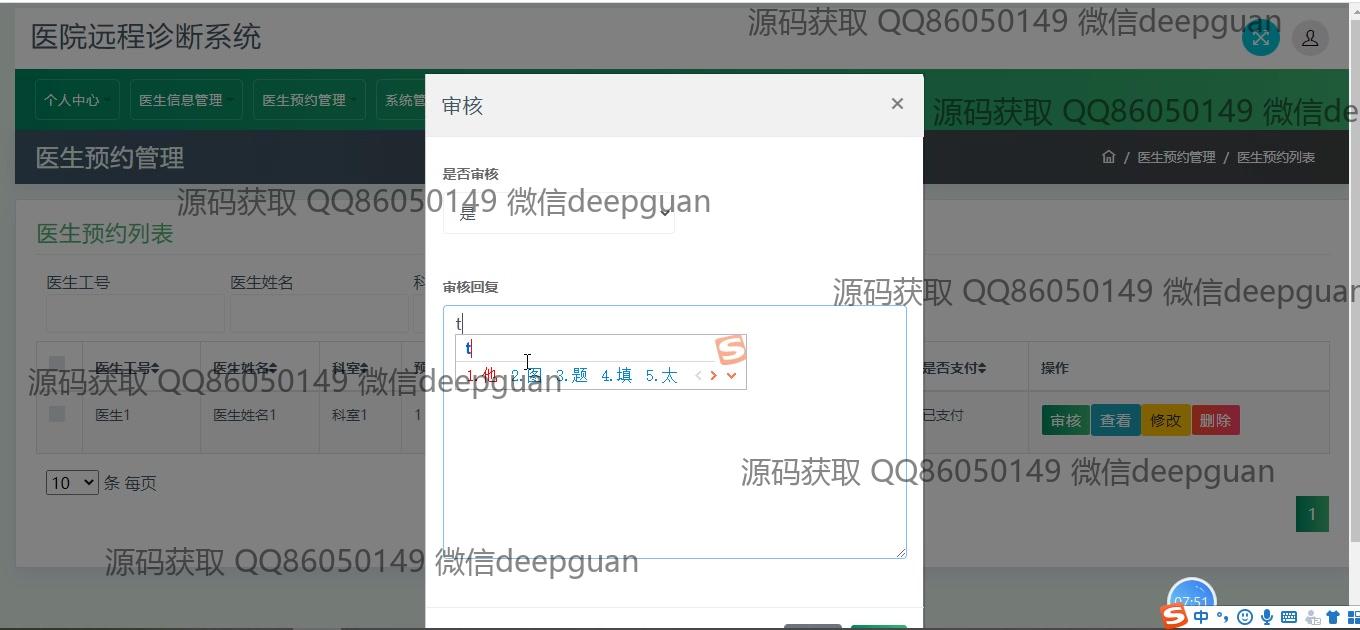 源码获取 QQ86050149 微信deepguan
医院远程诊断系统
个人中心
医生信息管理
医生预约管理
系统管
审核
×
源码获取 QQ86050149 微信de
医生预约管理
/ 医生预约管理 / 医生预约列表
是否审核
源码获取 QQ86050149 微信deepguan
是
医生预约列表
医生工号
医生姓名
科
审核回复
源码获取 QQ86050149 微信deepguan
t
t
1.他 2.图 3.题 4.填 5.太
医生工号
医生姓名
科室
是否支付
操作
源码获取 QQ86050149 微信deepguan
医生1
医生姓名1
科室1
1
已支付
审核
查看
修改
删除
源码获取 QQ86050149 微信deepguan
10 条 每页
1
源码获取 QQ86050149 微信deepguan
07:51
中